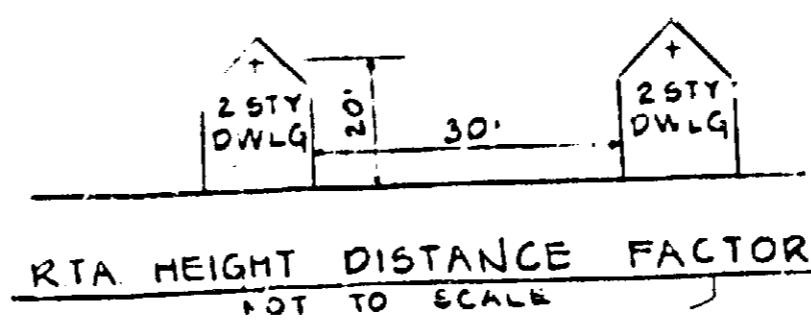 +
2 STY
DWLG
20'
30'
+
2 STY
DWLG
RTA HEIGHT DISTANCE FACTOR
NOT TO SCALE